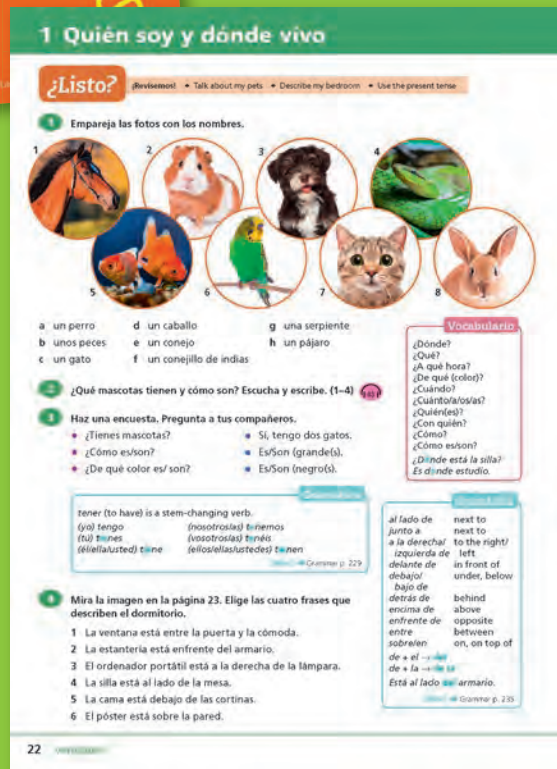 1 Quién soy y dónde vivo
¿Listo?
¡Revisemos! • Talk about my pets • Describe my bedroom • Use the present tense
1 Empareja las fotos con los nombres.
1
2
3
4
5
6
7
8
a un perro
b unos peces
c un gato
d un caballo
e un conejo
f un conejillo de indias
g una serpiente
h un pájaro
Vocabulario
¿Dónde?
¿Qué?
¿A qué hora?
¿De qué (color)?
¿Cuándo?
¿Cuánto/a/os/as?
¿Quién(es)?
¿Con quién?
¿Cómo?
¿Cómo es/son?
¿Dónde está la silla?
Es donde estudio.
2 ¿Qué mascotas tienen y cómo son? Escucha y escribe. (1–4)
3 Haz una encuesta. Pregunta a tus compañeros.
• ¿Tienes mascotas?
• Sí, tengo dos gatos.
• ¿Cómo es/son?
• Es/Son (grande(s).
• ¿De qué color es/ son?
• Es/Son (negro(s).
tener (to have) is a stem-changing verb.
(yo) tengo (nosotros/as) tenemos
(tú) tienes (vosotros/as) tenéis
(él/ella/usted) tiene (ellos/ellas/ustedes) tienen
Grammar p. 229
al lado de next to
junto a next to
a la derecha/ to the right/
izquierda de left
delante de in front of
debajo/ under, below
bajo de
detrás de behind
encima de above
enfrente de opposite
entre between
sobre/en on, on top of
de + el → del
de + la → de la
Está al lado del armario.
Grammar p. 235
4 Mira la imagen en la página 23. Elige las cuatro frases que
describen el dormitorio.
1 La ventana está entre la puerta y la cómoda.
2 La estantería está enfrente del armario.
3 El ordenador portátil está a la derecha de la lámpara.
4 La silla está al lado de la mesa.
5 La cama está debajo de las cortinas.
6 El póster está sobre la pared.
22